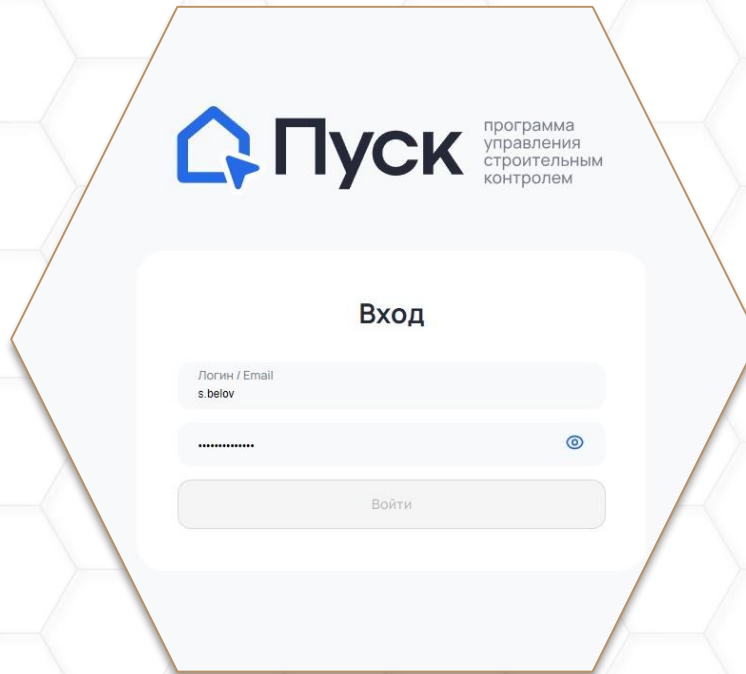 Пуск
программа
управления
строительным
контролем
Вход
Логин / Email
s.belov
••••••••••••••
Войти